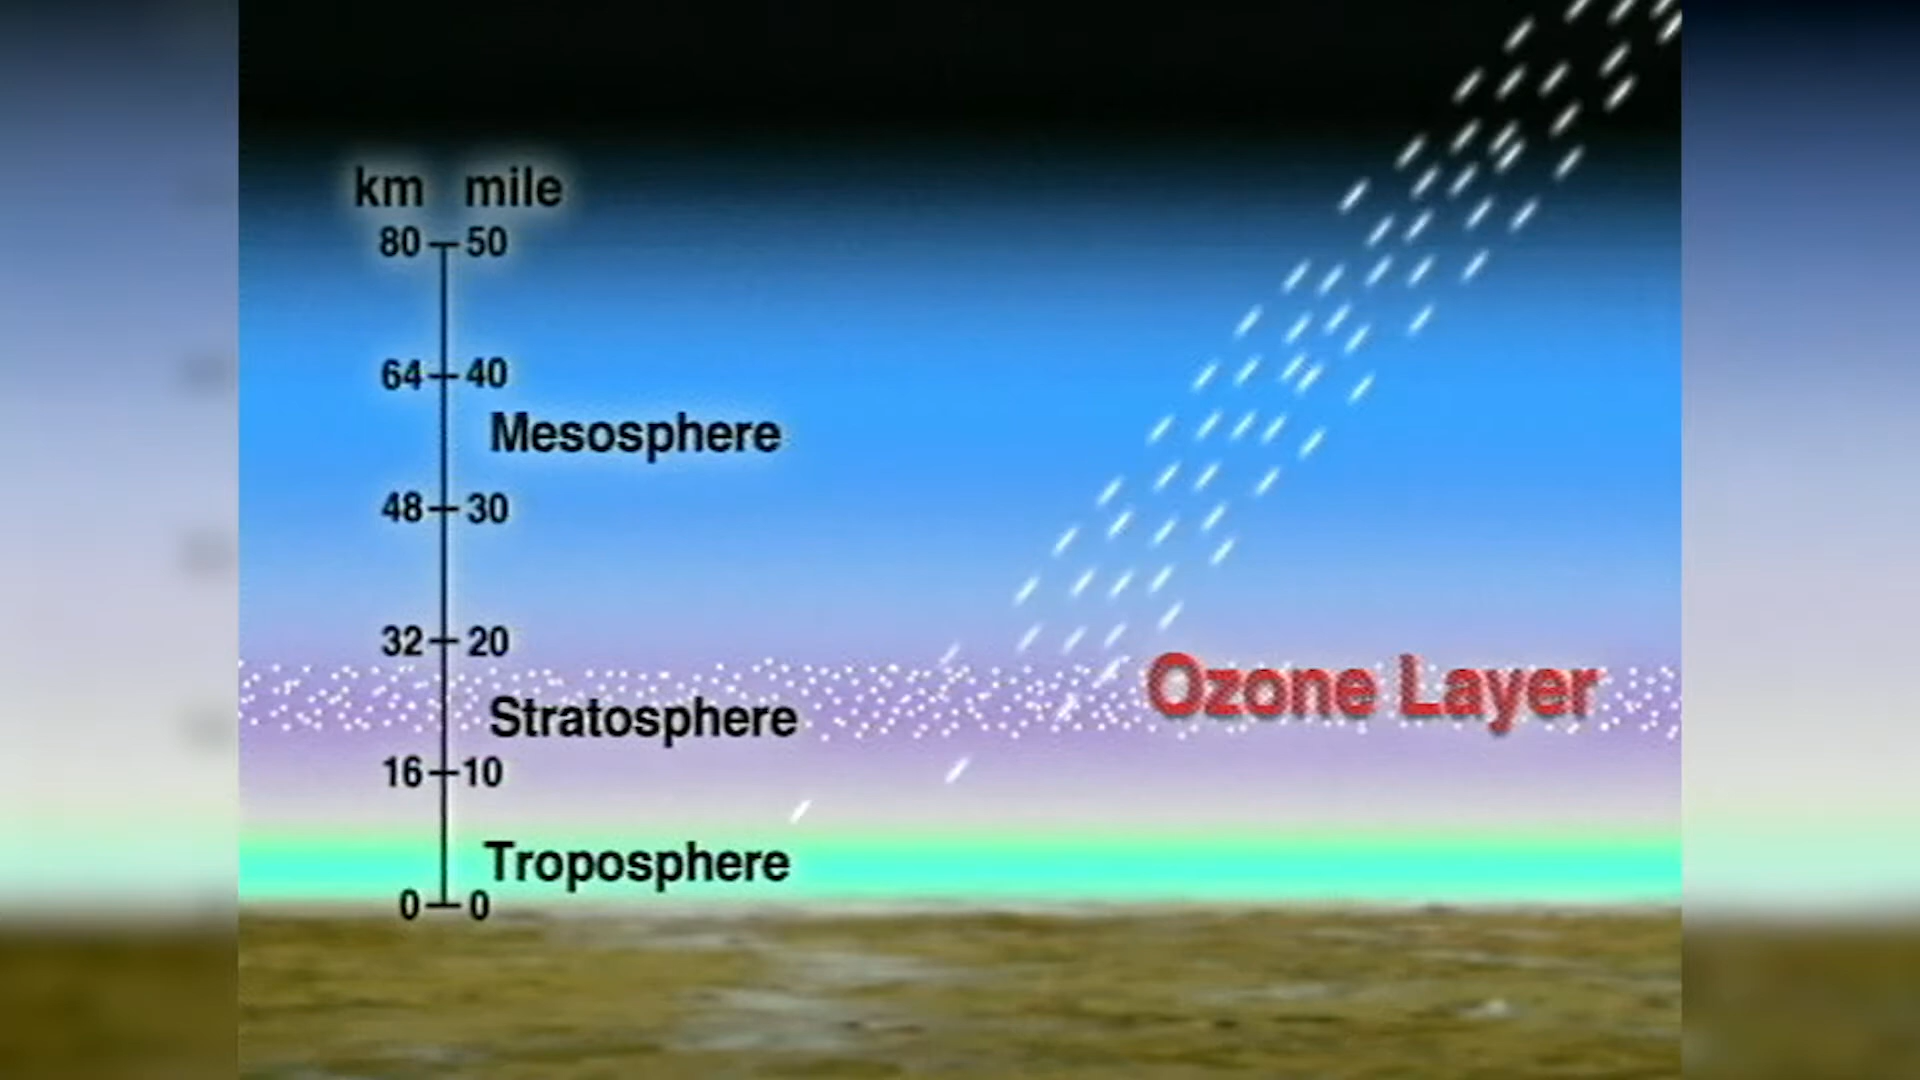 km mile
80 50
64 40
Mesosphere
48 30
32 20
Ozone Layer
Stratosphere
16 10
Troposphere
0 0